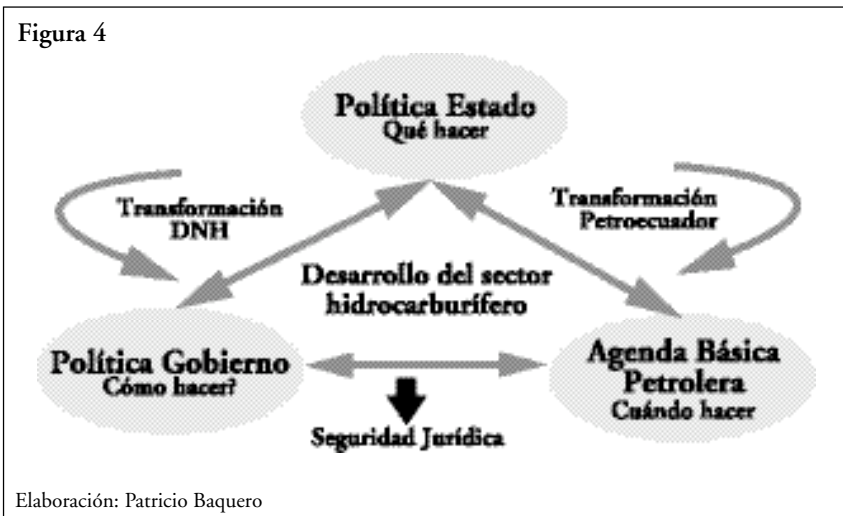 Figura 4
Política Estado
Qué hacer
Transformación
DNH
Transformación
Petroecuador
Desarrollo del sector
hidrocarburífero
Política Gobierno
Cómo hacer?
Agenda Básica
Petrolera
Cuándo hacer
Seguridad Jurídica
Elaboración: Patricio Baquero